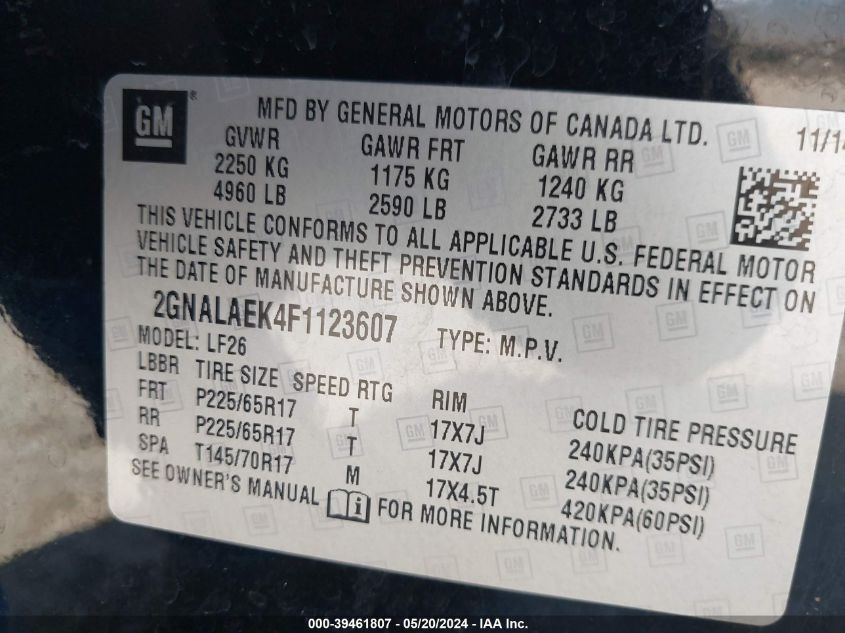 GM ®
MFD BY GENERAL MOTORS OF CANADA LTD.
GVWR GAWR FRT GAWR RR 11/14
2250 KG 1175 KG 1240 KG
4960 LB 2590 LB 2733 LB
THIS VEHICLE CONFORMS TO ALL APPLICABLE U.S. FEDERAL MOTOR
VEHICLE SAFETY AND THEFT PREVENTION STANDARDS IN EFFECT ON
THE DATE OF MANUFACTURE SHOWN ABOVE.
2GNALAEK4F1123607 TYPE: M.P.V.
MODEL: LF26
LBBR TIRE SIZE SPEED RTG RIM COLD TIRE PRESSURE
FRT P225/65R17 T 17X7J 240KPA(35PSI)
RR P225/65R17 T 17X7J 240KPA(35PSI)
SPA T145/70R17 M 17X4.5T 420KPA(60PSI)
SEE OWNER'S MANUAL i FOR MORE INFORMATION.
000-39461807 - 05/20/2024 - IAA Inc.